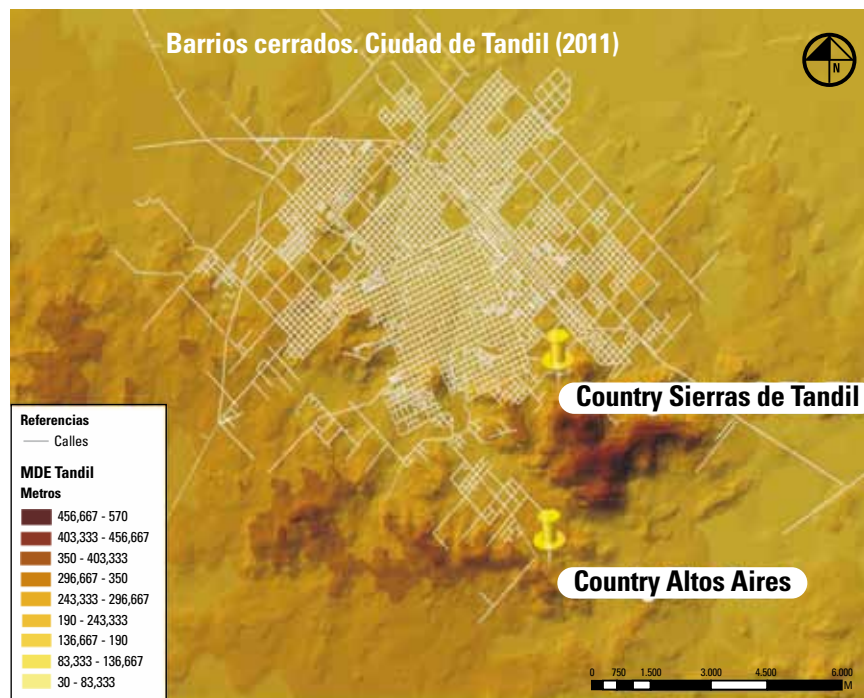 Barrios cerrados. Ciudad de Tandil (2011)
N
Country Sierras de Tandil
Country Altos Aires
Referencias
Calles
MDE Tandil
Metros
456,667 - 570
403,333 - 456,667
350 - 403,333
296,667 - 350
243,333 - 296,667
190 - 243,333
136,667 - 190
83,333 - 136,667
30 - 83,333
0 750 1.500 3.000 4.500 6.000
M